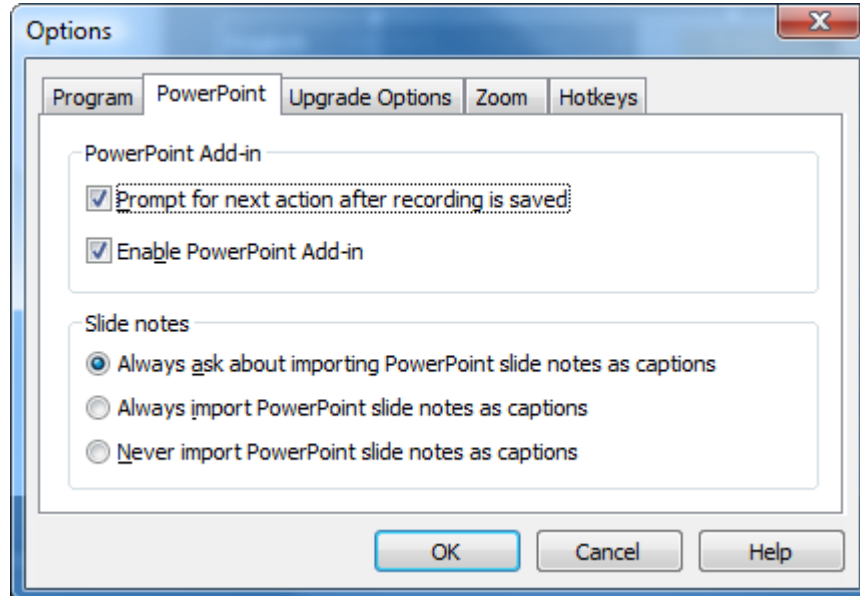 Options
Program
PowerPoint
Upgrade Options
Zoom
Hotkeys
PowerPoint Add-in
Prompt for next action after recording is saved
Enable PowerPoint Add-in
Slide notes
Always ask about importing PowerPoint slide notes as captions
Always import PowerPoint slide notes as captions
Never import PowerPoint slide notes as captions
OK
Cancel
Help